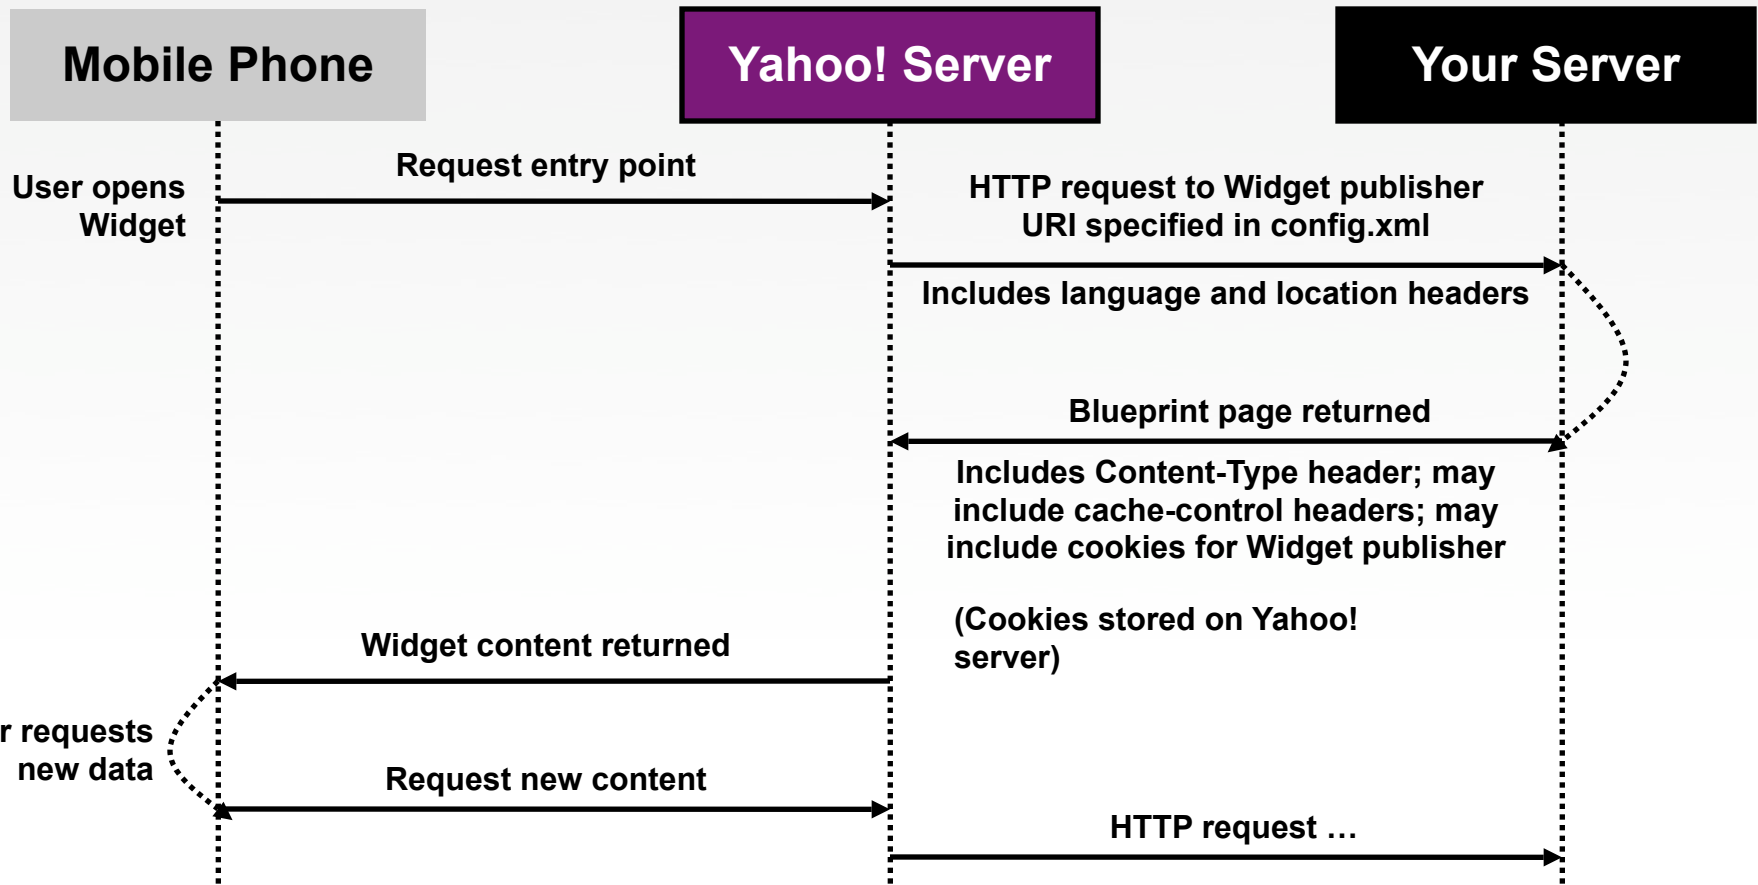 Mobile Phone
Yahoo! Server
Your Server
User opens
Widget
Request entry point
HTTP request to Widget publisher
URI specified in config.xml
Includes language and location headers
Blueprint page returned
Includes Content-Type header; may
include cache-control headers; may
include cookies for Widget publisher
(Cookies stored on Yahoo!
server)
Widget content returned
r requests
new data
Request new content
HTTP request …